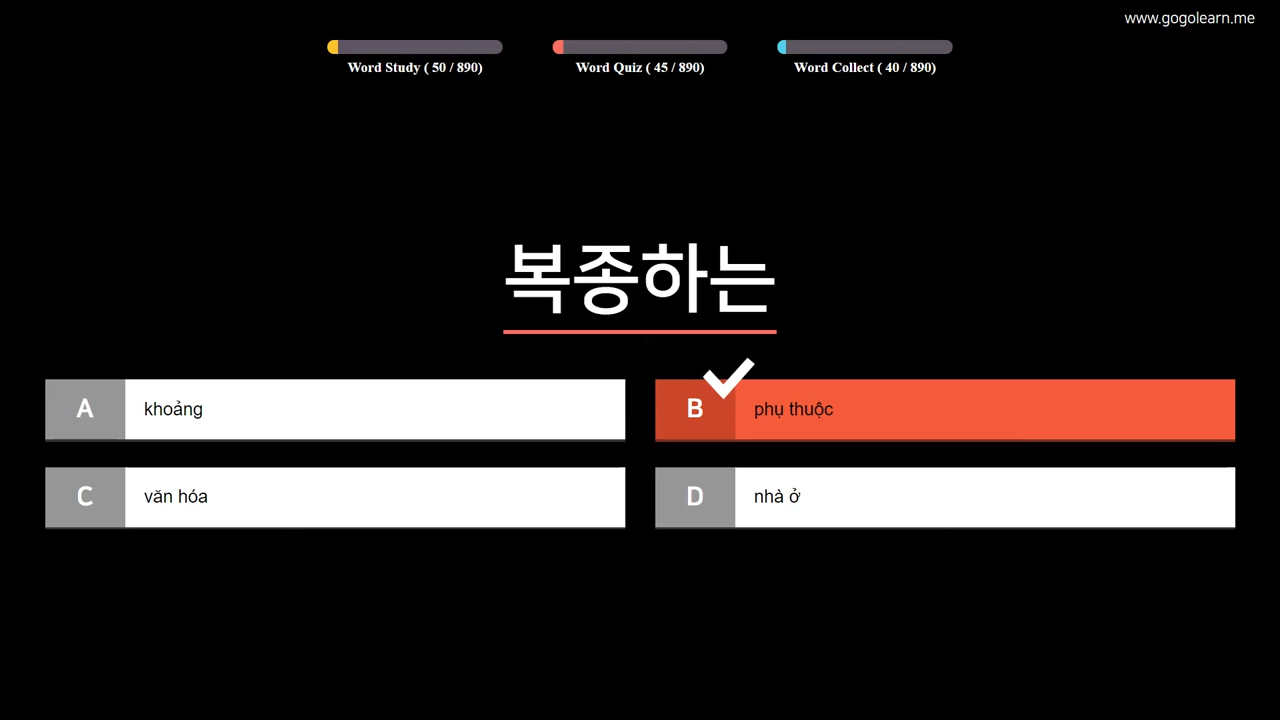 www.gogolearn.me
Word Study ( 50 / 890)
Word Quiz ( 45 / 890)
Word Collect ( 40 / 890)
복종하는
A khoảng
B phụ thuộc
C văn hóa
D nhà ở